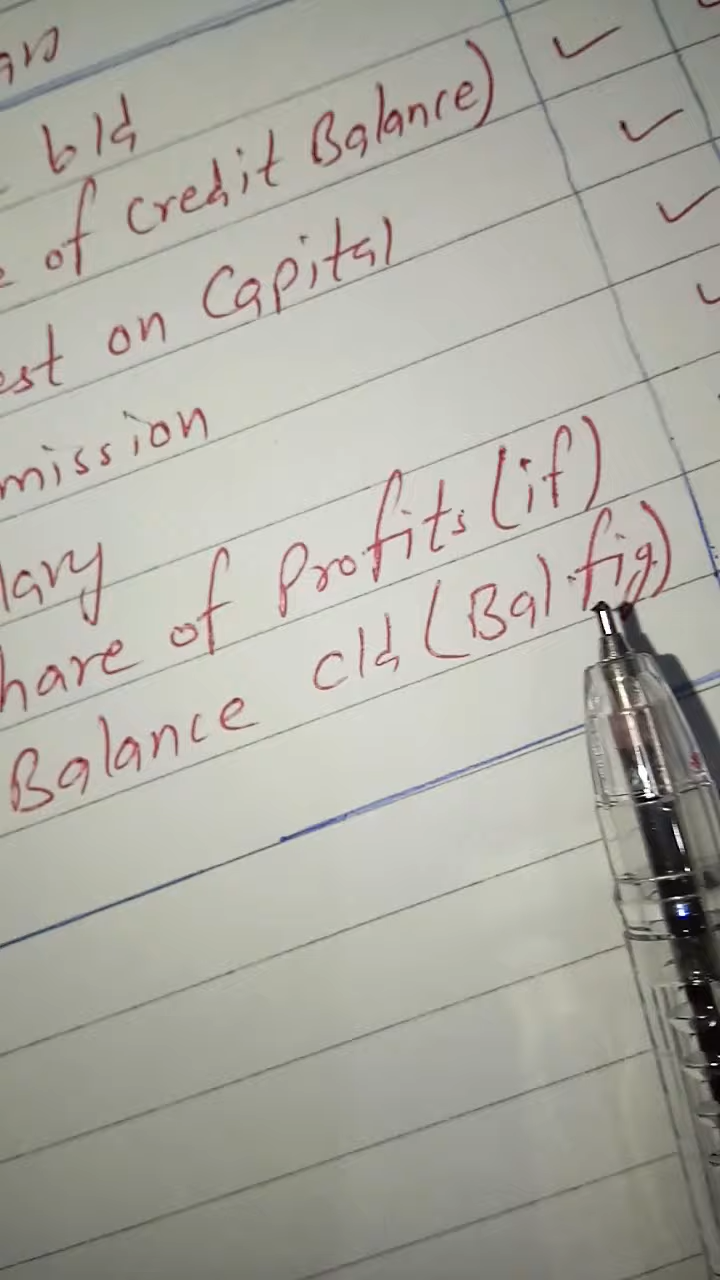 b/d
of Credit Balance)
est on Capital
mission
lary
hare of Profits (if)
Balance c/d (Bal. fig)